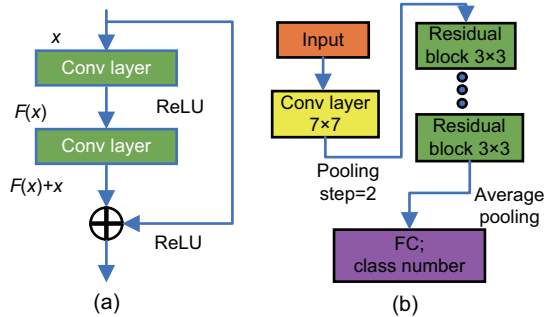 x
Conv layer
F(x)
ReLU
Conv layer
F(x)+x
ReLU
(a)
Input
Conv layer
7×7
Pooling
step=2
Residual
block 3×3
Residual
block 3×3
Average
pooling
FC;
class number
(b)